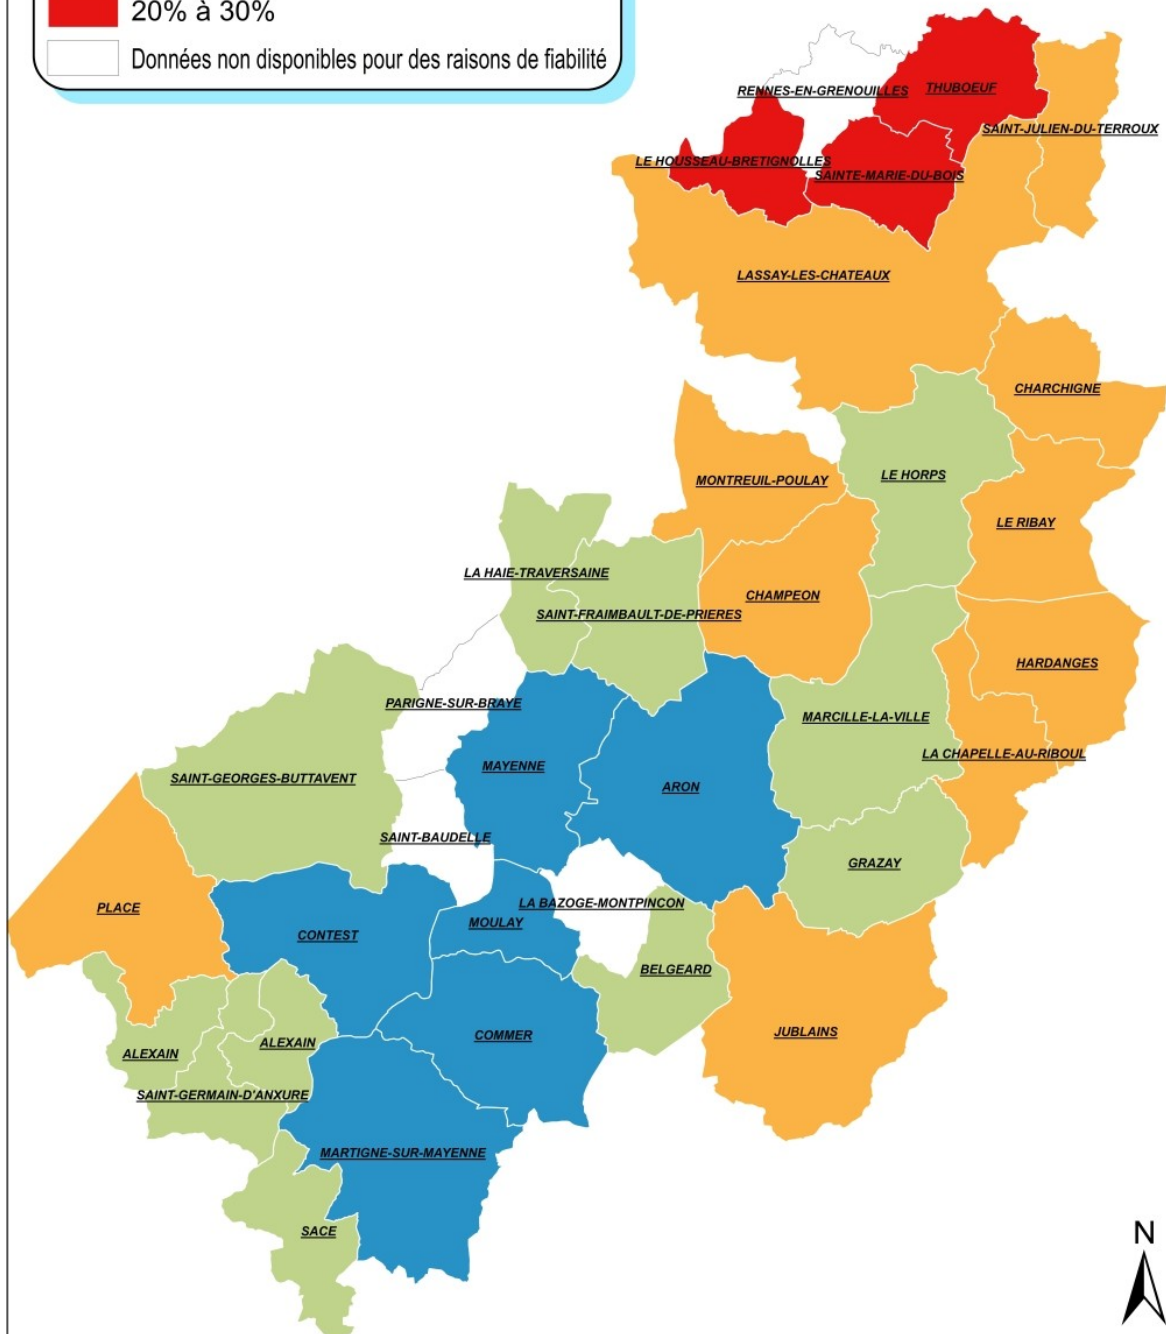 20% à 30%
Données non disponibles pour des raisons de fiabilité
RENNES-EN-GRENOUILLES
THUBOEUF
SAINT-JULIEN-DU-TERROUX
LE HOUSSEAU-BRETIGNOLLES
SAINTE-MARIE-DU-BOIS
LASSAY-LES-CHATEAUX
CHARCHIGNE
LE HORPS
MONTREUIL-POULAY
LE RIBAY
LA HAIE-TRAVERSAINE
CHAMPEON
SAINT-FRAIMBAULT-DE-PRIERES
HARDANGES
PARIGNE-SUR-BRAYE
MARCILLE-LA-VILLE
LA CHAPELLE-AU-RIBOUL
MAYENNE
SAINT-GEORGES-BUTTAVENT
ARON
SAINT-BAUDELLE
GRAZAY
LA BAZOGE-MONTPINCON
PLACE
MOULAY
CONTEST
BELGEARD
JUBLAINS
COMMER
ALEXAIN
ALEXAIN
SAINT-GERMAIN-D'ANXURE
MARTIGNE-SUR-MAYENNE
SACE
N